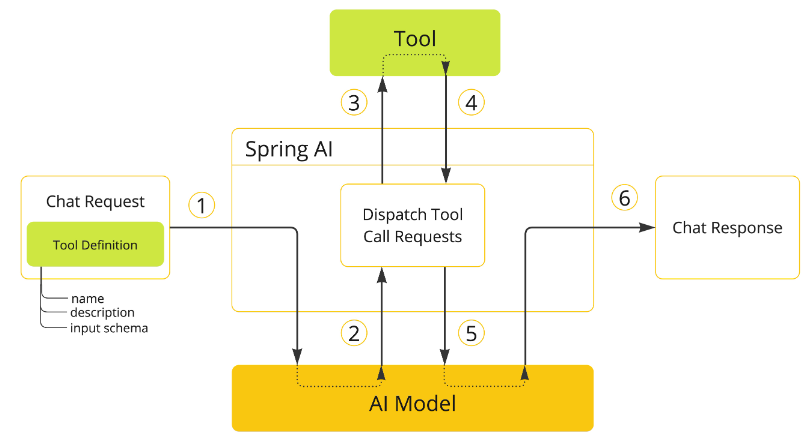 Tool
3
4
Spring AI
Chat Request
1
Dispatch Tool
Call Requests
6
Chat Response
Tool Definition
name
description
input schema
2
5
AI Model